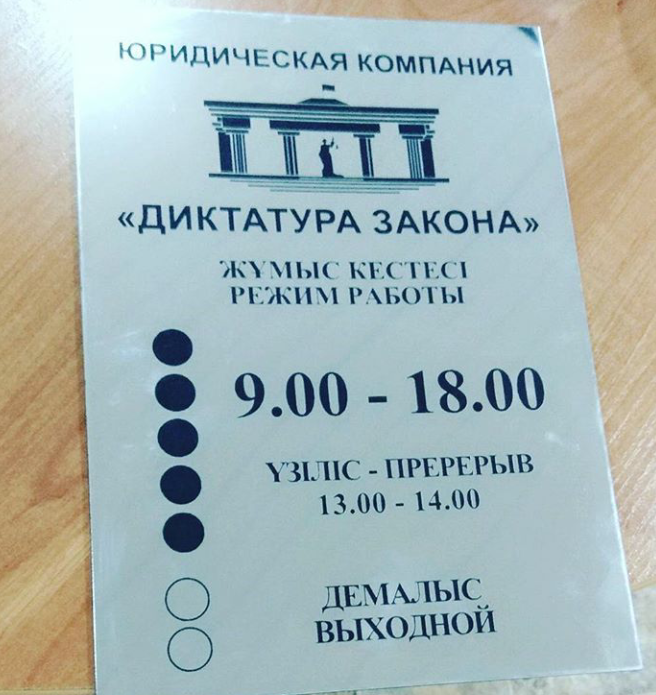 ЮРИДИЧЕСКАЯ КОМПАНИЯ
«ДИКТАТУРА ЗАКОНА»
ЖҰМЫС КЕСТЕСІ
РЕЖИМ РАБОТЫ
9.00 - 18.00
ҮЗІЛІС - ПРЕРЕРЫВ
13.00 - 14.00
ДЕМАЛЫС
ВЫХОДНОЙ